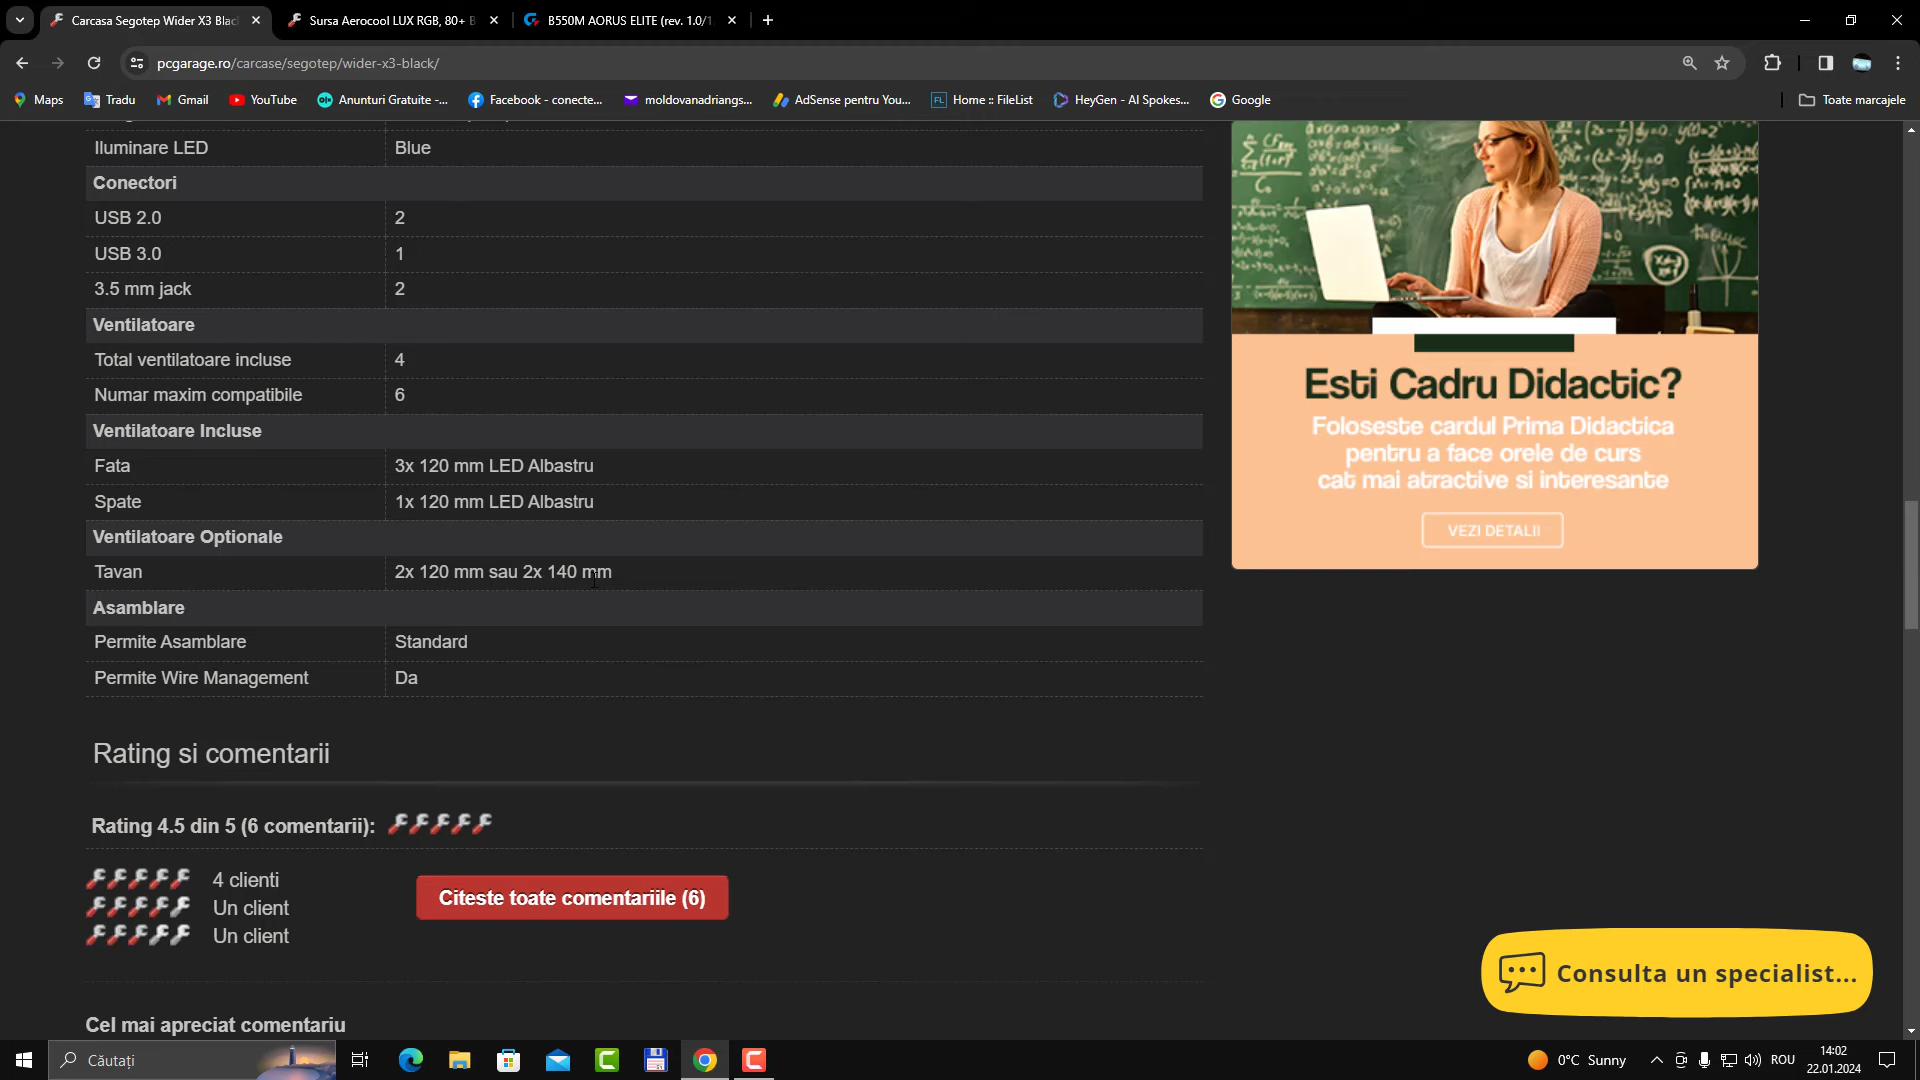 Carcasa Segotep Wider X3 Blac
Sursa Aerocool LUX RGB, 80+ B
B550M AORUS ELITE (rev. 1.0/1
pcgarage.ro/carcase/segotep/wider-x3-black/
Maps
Tradu
Gmail
YouTube
Anunturi Gratuite -...
Facebook - conecte...
moldovanadriangs...
AdSense pentru You...
Home :: FileList
HeyGen - AI Spokes...
Google
Toate marcajele
Iluminare LED Blue
Conectori
USB 2.0 2
USB 3.0 1
3.5 mm jack 2
Ventilatoare
Total ventilatoare incluse 4
Numar maxim compatibile 6
Ventilatoare Incluse
Fata 3x 120 mm LED Albastru
Spate 1x 120 mm LED Albastru
Ventilatoare Optionale
Tavan 2x 120 mm sau 2x 140 mm
Asamblare
Permite Asamblare Standard
Permite Wire Management Da
Rating si comentarii
Rating 4.5 din 5 (6 comentarii):
4 clienti
Un client
Un client
Citeste toate comentariile (6)
Cel mai apreciat comentariu
Esti Cadru Didactic?
Foloseste cardul Prima Didactica
pentru a face orele de curs
cat mai atractive si interesante
VEZI DETALII
Consulta un specialist...
Căutați
0°C Sunny
ROU
14:02
22.01.2024